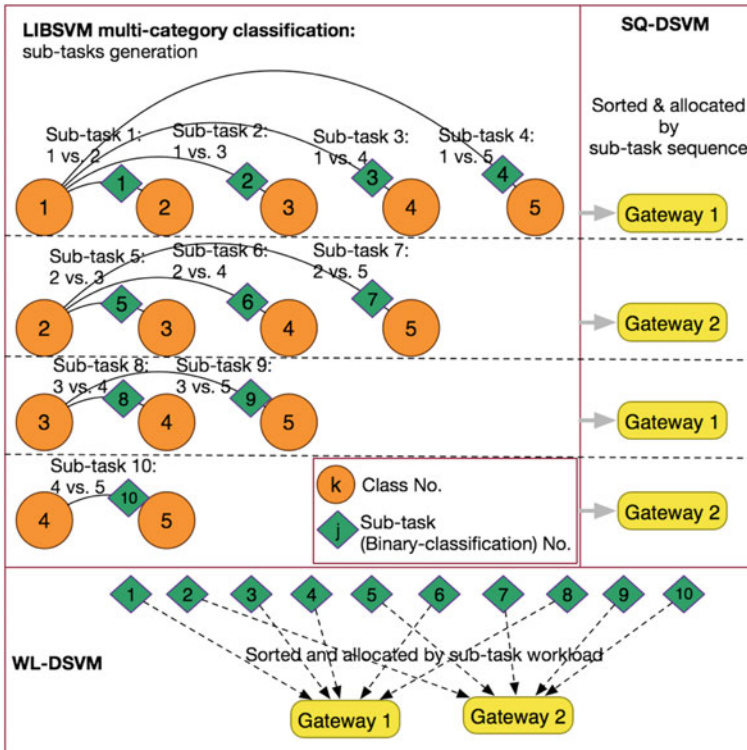 LIBSVM multi-category classification:
sub-tasks generation
SQ-DSVM
Sorted & allocated
by
sub-task sequence
Sub-task 1:
1 vs. 2
Sub-task 2:
1 vs. 3
Sub-task 3:
1 vs. 4
Sub-task 4:
1 vs. 5
1
1
2
2
3
3
4
4
5
Gateway 1
Sub-task 5:
2 vs. 3
Sub-task 6:
2 vs. 4
Sub-task 7:
2 vs. 5
2
5
3
6
4
7
5
Gateway 2
Sub-task 8:
3 vs. 4
Sub-task 9:
3 vs. 5
3
8
4
9
5
Gateway 1
Sub-task 10:
4 vs. 5
4
10
5
Gateway 2
k
Class No.
j
Sub-task
(Binary-classification) No.
1
2
3
4
5
6
7
8
9
10
WL-DSVM
Sorted and allocated by sub-task workload
Gateway 1
Gateway 2